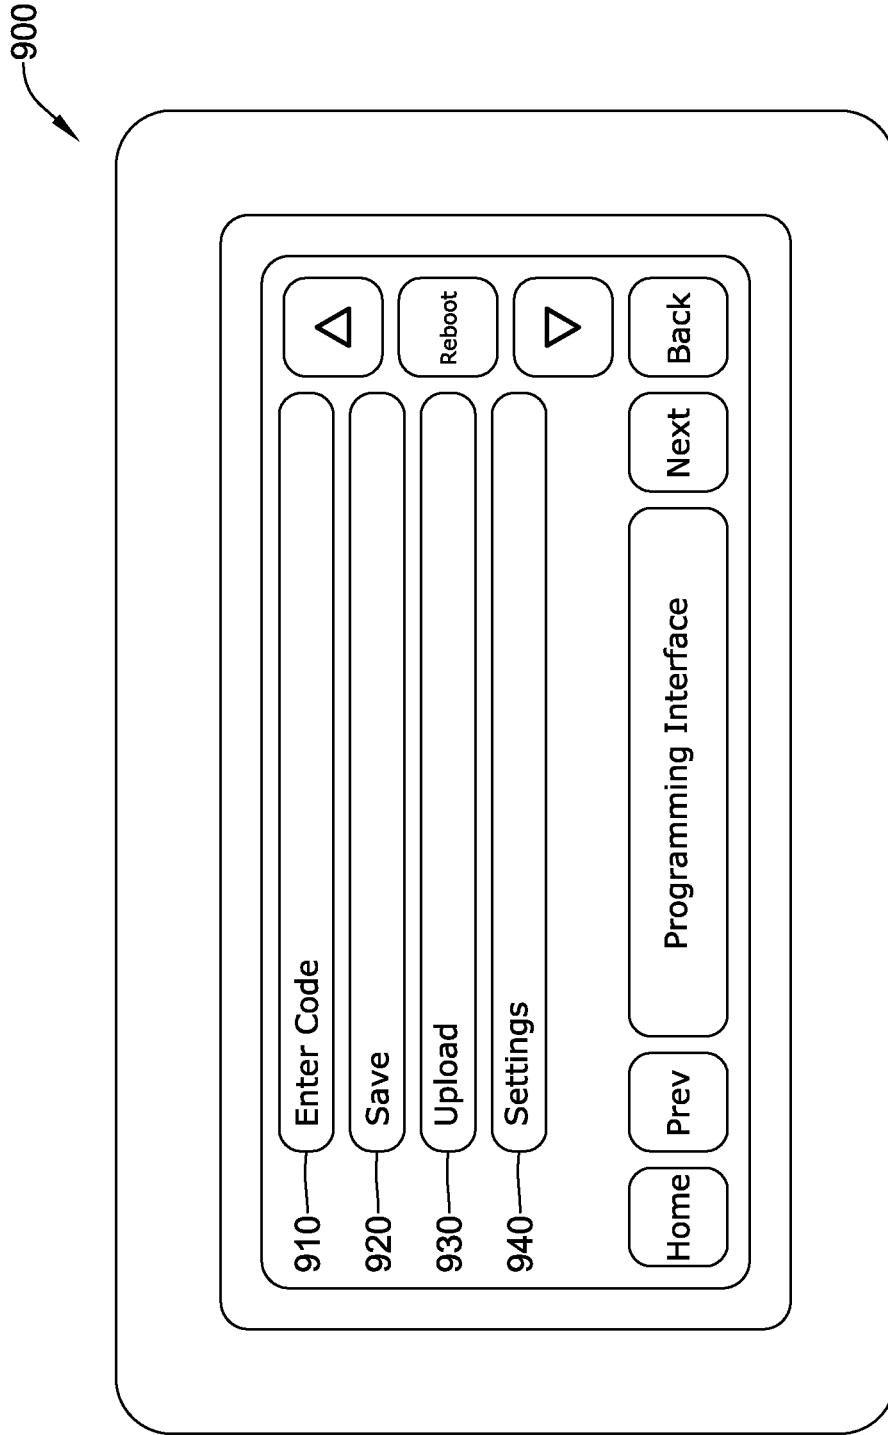 900
910 Enter Code
920 Save
930 Upload
940 Settings
Reboot
Home Prev Programming Interface Next Back